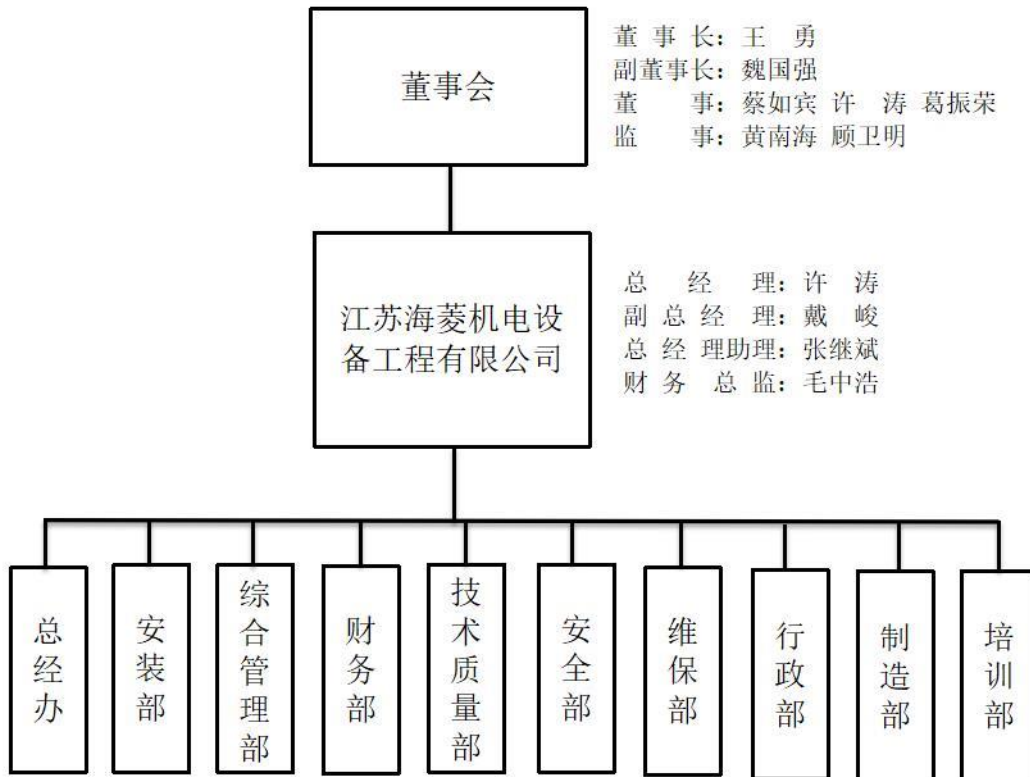 董事会
董 事 长：王 勇
副董事长：魏国强
董 事：蔡如宾 许 涛 葛振荣
监 事：黄南海 顾卫明
江苏海菱机电设
备工程有限公司
总 经 理：许 涛
副 总 经 理：戴 峻
总 经 理助理：张继斌
财 务 总 监：毛中浩
总经办
安装部
综合管理部
财务部
技术质量部
安全部
维保部
行政部
制造部
培训部